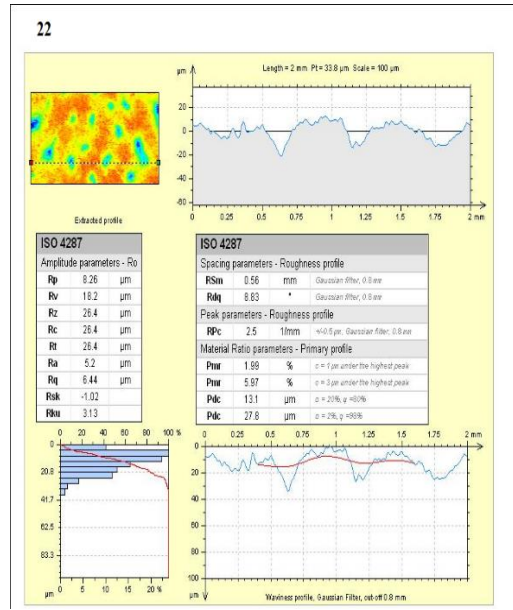 22
Length = 2 mm Pt = 33.8 µm Scale = 100 µm
µm
20
0
-20
-40
-60
0 0.25 0.5 0.75 1 1.25 1.5 1.75 2 mm
Extracted profile
ISO 4287
Amplitude parameters - Ro
Rp 8.26 µm
Rv 18.2 µm
Rz 26.4 µm
Rc 26.4 µm
Rt 26.4 µm
Ra 5.2 µm
Rq 6.44 µm
Rsk -1.02
Rku 3.13
ISO 4287
Spacing parameters - Roughness profile
RSm 0.56 mm Gaussian filter, 0.8 mm
Rdq 8.83 ° Gaussian filter, 0.8 mm
Peak parameters - Roughness profile
RPc 2.5 1/mm +/-0.5 µm, Gaussian filter, 0.8 mm
Material Ratio parameters - Primary profile
Pmr 1.99 % c = 1 µm under the highest peak
Pmr 5.97 % c = 3 µm under the highest peak
Pdc 13.1 µm p = 20%, q =80%
Pdc 27.8 µm p = 2%, q =98%
0 20 40 60 80 100 %
0
20.8
41.7
62.5
83.3
µm 0 5 10 15 20 %
0 0.25 0.5 0.75 1 1.25 1.5 1.75 2 mm
0
20
40
60
80
100
µm
Waviness profile, Gaussian Filter, cut-off 0.8 mm